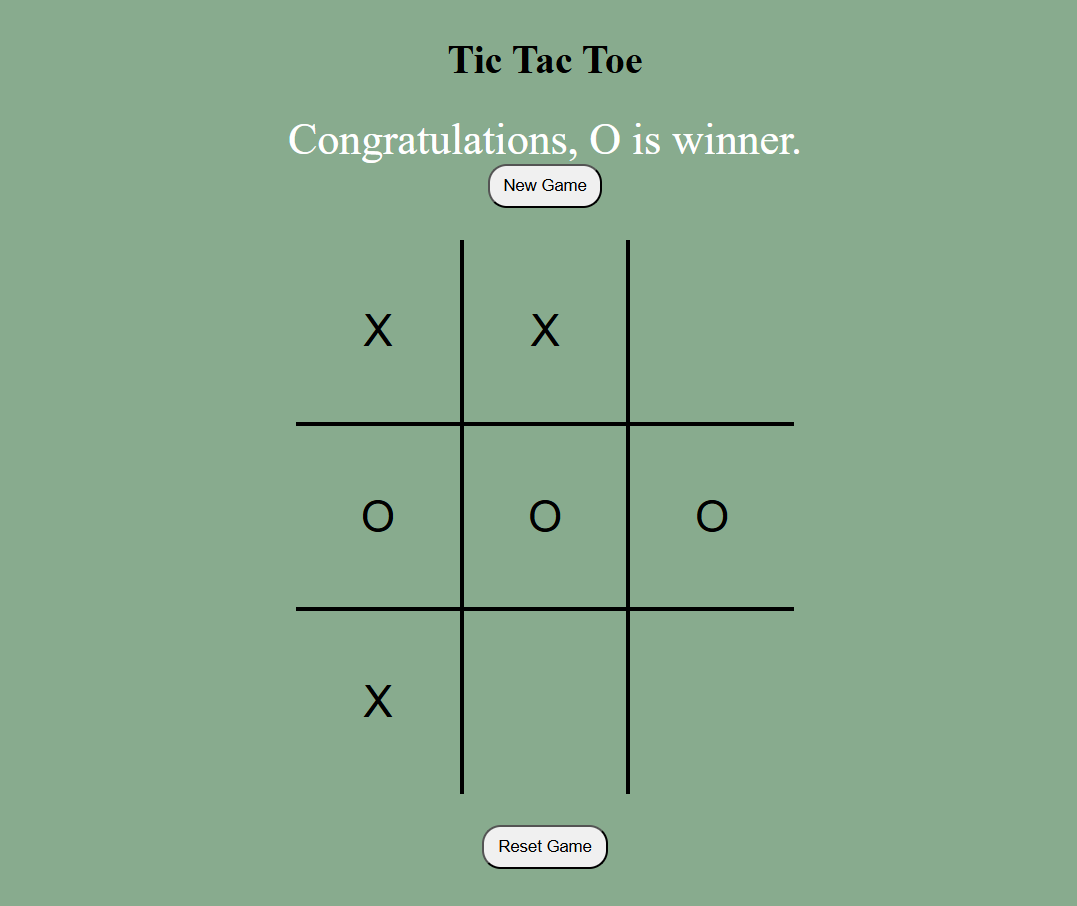 Tic Tac Toe
Congratulations, O is winner.
New Game
X X
O O O
X
Reset Game